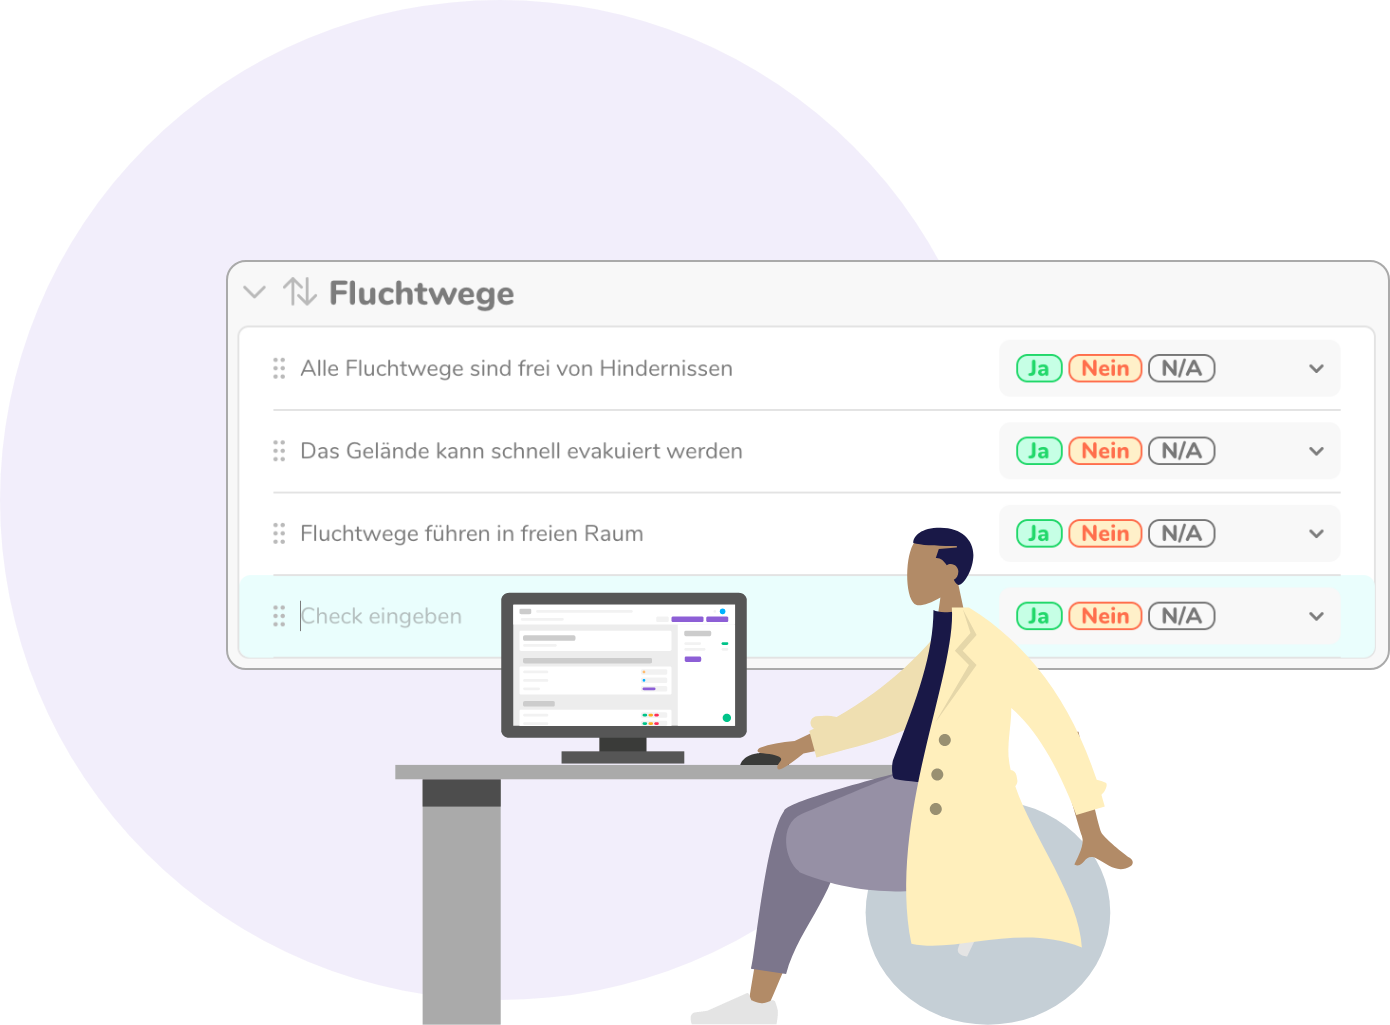 Fluchtwege
Alle Fluchtwege sind frei von Hindernissen Ja Nein N/A
Das Gelände kann schnell evakuiert werden Ja Nein N/A
Fluchtwege führen in freien Raum Ja Nein N/A
Check eingeben Ja Nein N/A